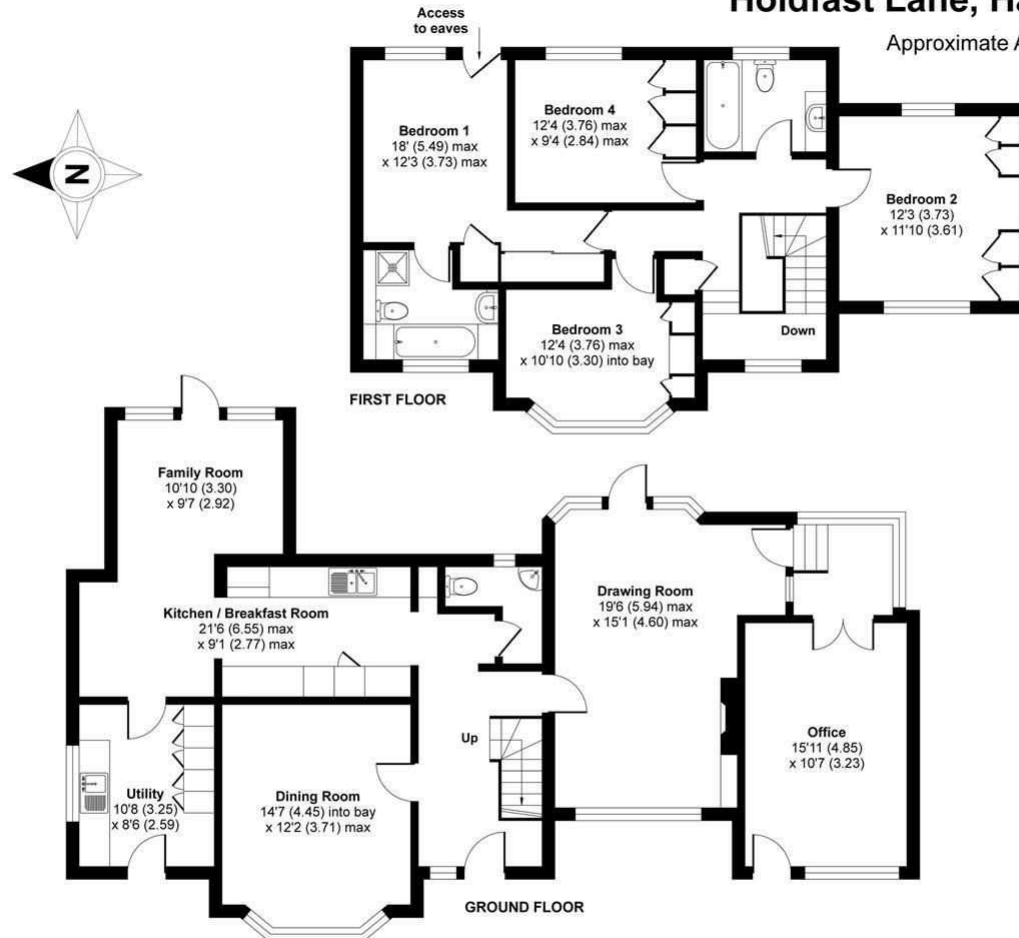 Holdfast Lane, Ha
Approximate A
Access
to eaves
N
Bedroom 1
18' (5.49) max
x 12'3 (3.73) max
Bedroom 4
12'4 (3.76) max
x 9'4 (2.84) max
Bedroom 2
12'3 (3.73)
x 11'10 (3.61)
Bedroom 3
12'4 (3.76) max
x 10'10 (3.30) into bay
Down
FIRST FLOOR
Family Room
10'10 (3.30)
x 9'7 (2.92)
Kitchen / Breakfast Room
21'6 (6.55) max
x 9'1 (2.77) max
Drawing Room
19'6 (5.94) max
x 15'1 (4.60) max
Up
Office
15'11 (4.85)
x 10'7 (3.23)
Utility
10'8 (3.25)
x 8'6 (2.59)
Dining Room
14'7 (4.45) into bay
x 12'2 (3.71) max
GROUND FLOOR